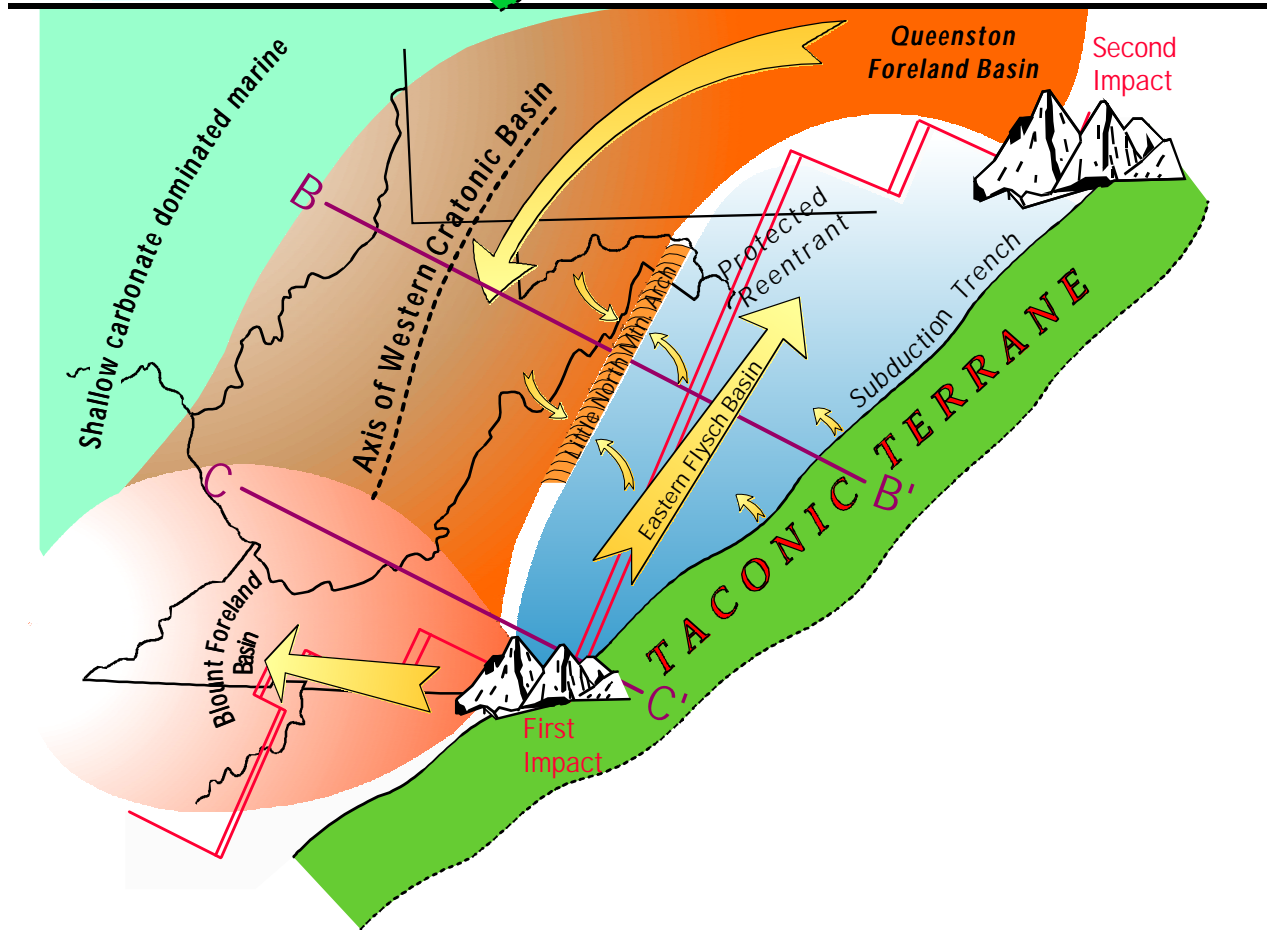 Queenston
Foreland Basin
Second
Impact
Shallow carbonate dominated marine
Axis of Western Cratonic Basin
B
Protected
Reentrant
Little North Mtn. Arch
Subduction Trench
Eastern Flysch Basin
TACONIC TERRANE
B'
C
Blount Foreland
Basin
C'
First
Impact